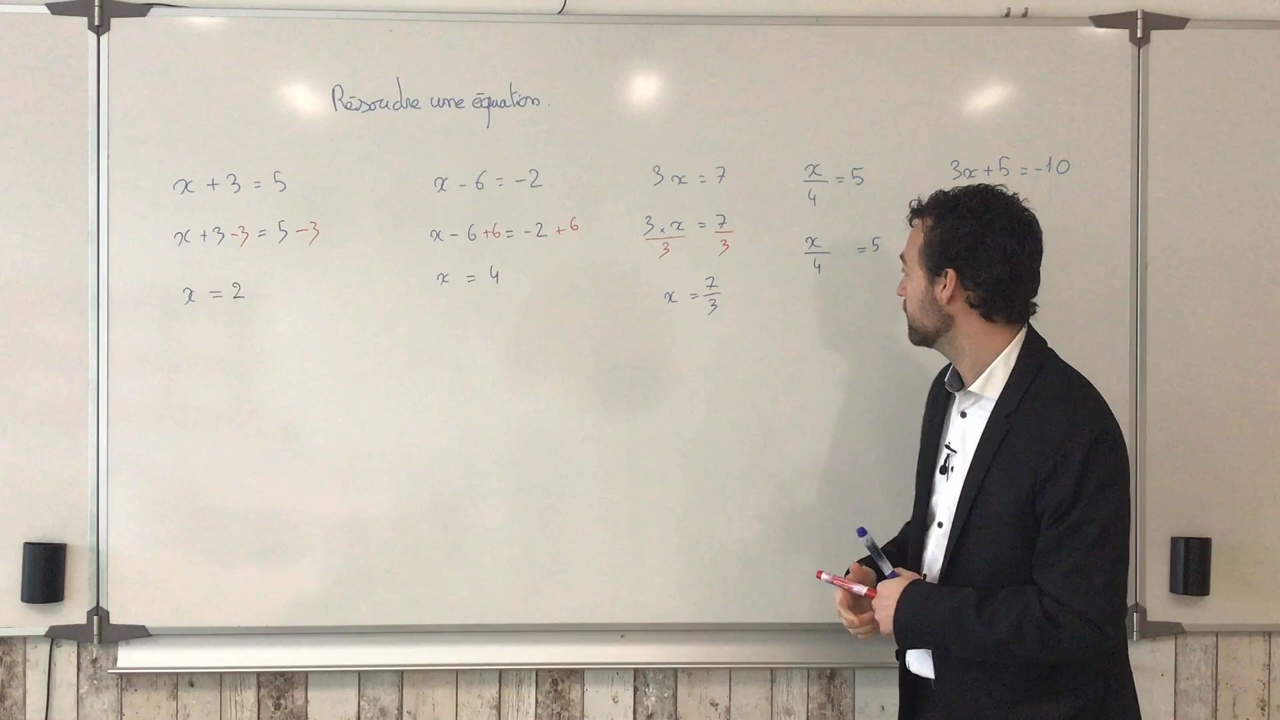 Résoudre une équation.
x + 3 = 5
x + 3 - 3 = 5 - 3
x = 2
x - 6 = -2
x - 6 + 6 = -2 + 6
x = 4
3x = 7
3 × x / 3 = 7 / 3
x = 7 / 3
x / 4 = 5
x / 4 = 5
3x + 5 = -10